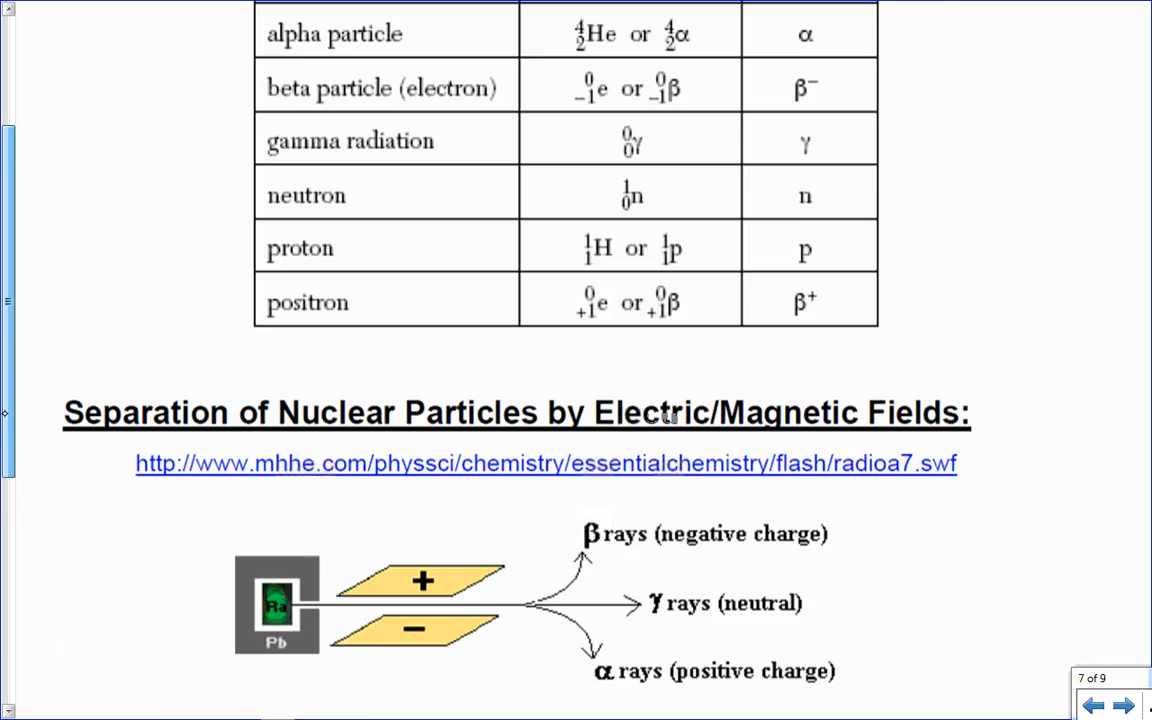 alpha particle ⁴₂He or ⁴₂α α
beta particle (electron) ⁰₋₁e or ⁰₋₁β β⁻
gamma radiation ⁰₀γ γ
neutron ¹₀n n
proton ¹₁H or ¹₁p p
positron ⁰₊₁e or ⁰₊₁β β⁺
Separation of Nuclear Particles by Electric/Magnetic Fields:
http://www.mhhe.com/physsci/chemistry/essentialchemistry/flash/radioa7.swf
β rays (negative charge)
+
Ra
γ rays (neutral)
−
Pb
α rays (positive charge)
7 of 9